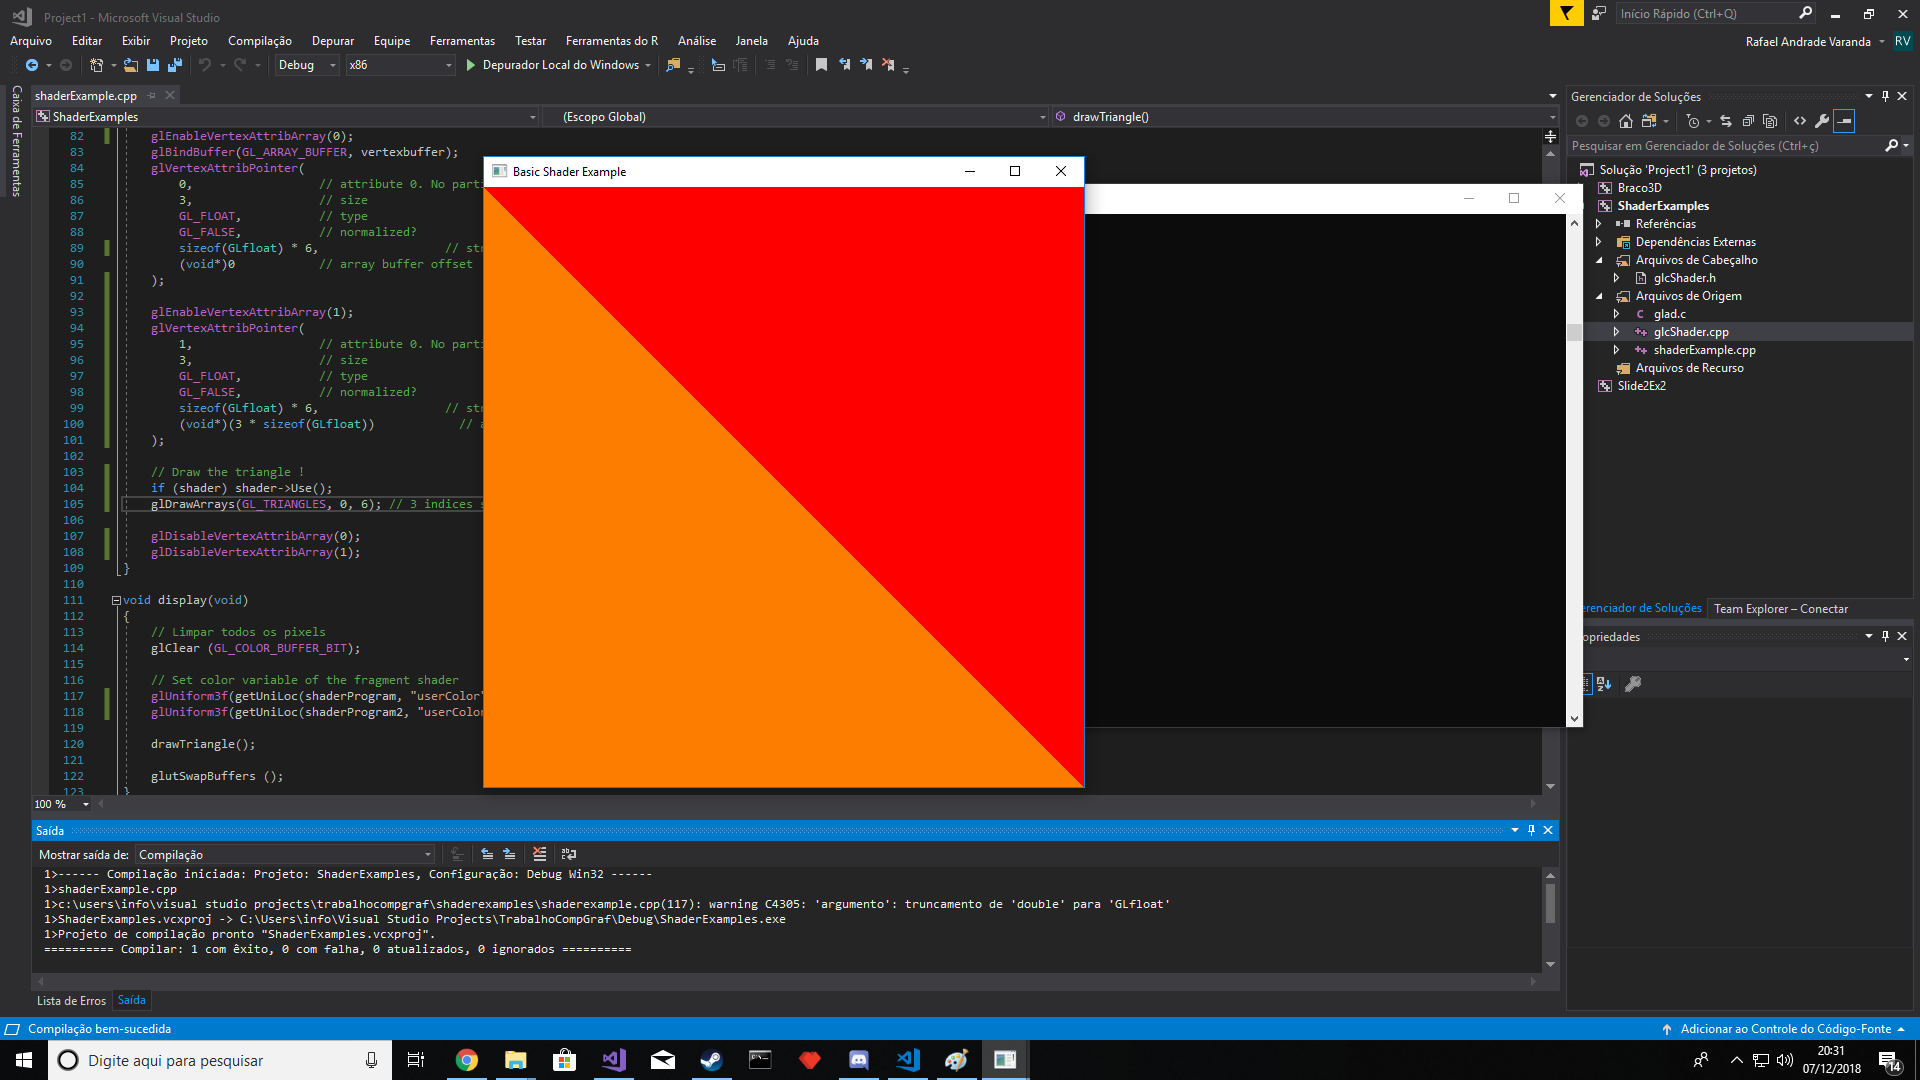 Project1 - Microsoft Visual Studio
Início Rápido (Ctrl+Q)
Arquivo Editar Exibir Projeto Compilação Depurar Equipe Ferramentas Testar Ferramentas do R Análise Janela Ajuda
Rafael Andrade Varanda RV
Debug x86 Depurador Local do Windows
Caixa de Ferramentas
shaderExample.cpp
ShaderExamples (Escopo Global) drawTriangle()
82 glEnableVertexAttribArray(0);
83 glBindBuffer(GL_ARRAY_BUFFER, vertexbuffer);
84 glVertexAttribPointer(
85 0, // attribute 0. No
86 3, // size
87 GL_FLOAT, // type
88 GL_FALSE, // normalized?
89 sizeof(GLfloat) * 6, //
90 (void*)0 // array buffer offset
91 );
92
93 glEnableVertexAttribArray(1);
94 glVertexAttribPointer(
95 1, // attribute 0. No
96 3, // size
97 GL_FLOAT, // type
98 GL_FALSE, // normalized?
99 sizeof(GLfloat) * 6, //
100 (void*)(3 * sizeof(GLfloat)) //
101 );
102
103 // Draw the triangle !
104 if (shader) shader->Use();
105 glDrawArrays(GL_TRIANGLES, 0, 6); // 3 indices
106
107 glDisableVertexAttribArray(0);
108 glDisableVertexAttribArray(1);
109 }
110
111 void display(void)
112 {
113 // Limpar todos os pixels
114 glClear (GL_COLOR_BUFFER_BIT);
115
116 // Set color variable of the fragment shader
117 glUniform3f(getUniLoc(shaderProgram, "userColor"
118 glUniform3f(getUniLoc(shaderProgram2, "userColor
119
120 drawTriangle();
121
122 glutSwapBuffers ();
123 }
100 %
Basic Shader Example
Gerenciador de Soluções
Pesquisar em Gerenciador de Soluções (Ctrl+ç)
Solução 'Project1' (3 projetos)
Braco3D
ShaderExamples
Referências
Dependências Externas
Arquivos de Cabeçalho
glcShader.h
Arquivos de Origem
glad.c
glcShader.cpp
shaderExample.cpp
Arquivos de Recurso
Slide2Ex2
erenciador de Soluções Team Explorer – Conectar
opriedades
Saída
Mostrar saída de: Compilação
1>------ Compilação iniciada: Projeto: ShaderExamples, Configuração: Debug Win32 ------
1>shaderExample.cpp
1>c:\users\info\visual studio projects\trabalhocompgraf\shaderexamples\shaderexample.cpp(117): warning C4305: 'argumento': truncamento de 'double' para 'GLfloat'
1>ShaderExamples.vcxproj -> C:\Users\info\Visual Studio Projects\TrabalhoCompGraf\Debug\ShaderExamples.exe
1>Projeto de compilação pronto "ShaderExamples.vcxproj".
========== Compilar: 1 com êxito, 0 com falha, 0 atualizados, 0 ignorados ==========
Lista de Erros Saída
Compilação bem-sucedida
Adicionar ao Controle do Código-Fonte
Digite aqui para pesquisar
20:31
07/12/2018
14